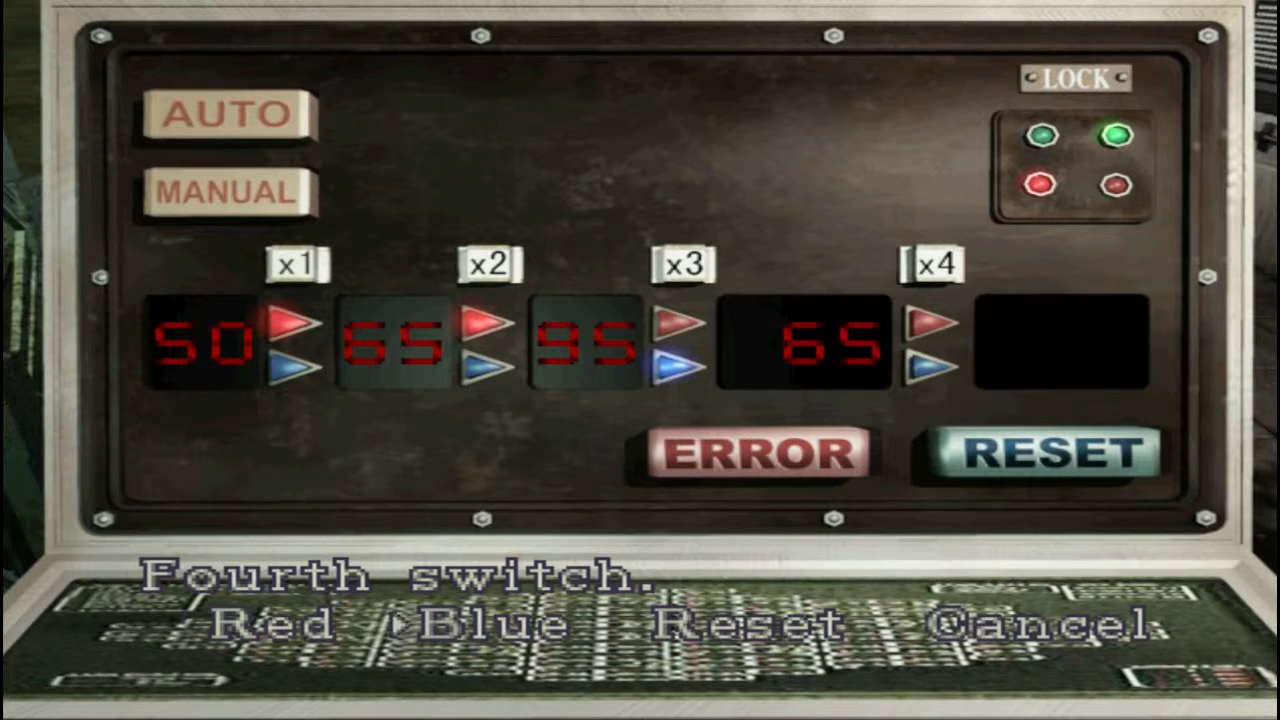 LOCK
AUTO
MANUAL
x1 x2 x3 x4
50 65 95 65
ERROR RESET
Fourth switch.
Red Blue Reset Cancel